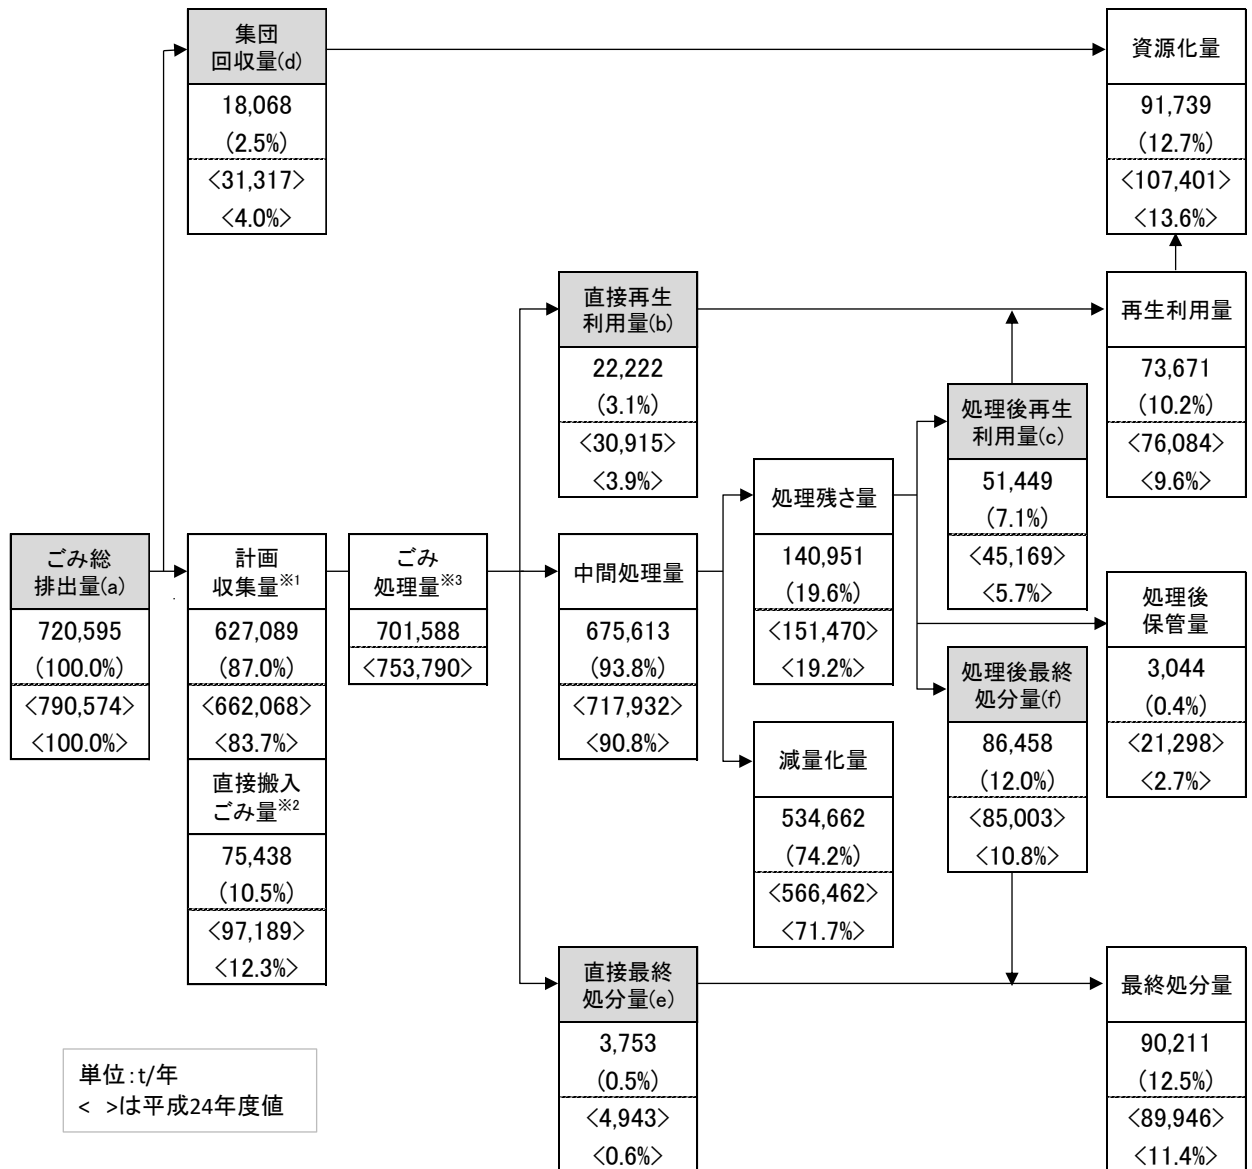 集団
回収量(d)
18,068
(2.5%)
<31,317>
<4.0%>
資源化量
91,739
(12.7%)
<107,401>
<13.6%>
直接再生
利用量(b)
22,222
(3.1%)
<30,915>
<3.9%>
再生利用量
73,671
(10.2%)
<76,084>
<9.6%>
処理後再生
利用量(c)
51,449
(7.1%)
<45,169>
<5.7%>
処理残さ量
140,951
(19.6%)
<151,470>
<19.2%>
ごみ総
排出量(a)
720,595
(100.0%)
<790,574>
<100.0%>
計画
収集量※1
627,089
(87.0%)
<662,068>
<83.7%>
直接搬入
ごみ量※2
75,438
(10.5%)
<97,189>
<12.3%>
ごみ
処理量※3
701,588
<753,790>
中間処理量
675,613
(93.8%)
<717,932>
<90.8%>
処理後
保管量
3,044
(0.4%)
<21,298>
<2.7%>
処理後最終
処分量(f)
86,458
(12.0%)
<85,003>
<10.8%>
減量化量
534,662
(74.2%)
<566,462>
<71.7%>
直接最終
処分量(e)
3,753
(0.5%)
<4,943>
<0.6%>
最終処分量
90,211
(12.5%)
<89,946>
<11.4%>
単位:t/年
< >は平成24年度値